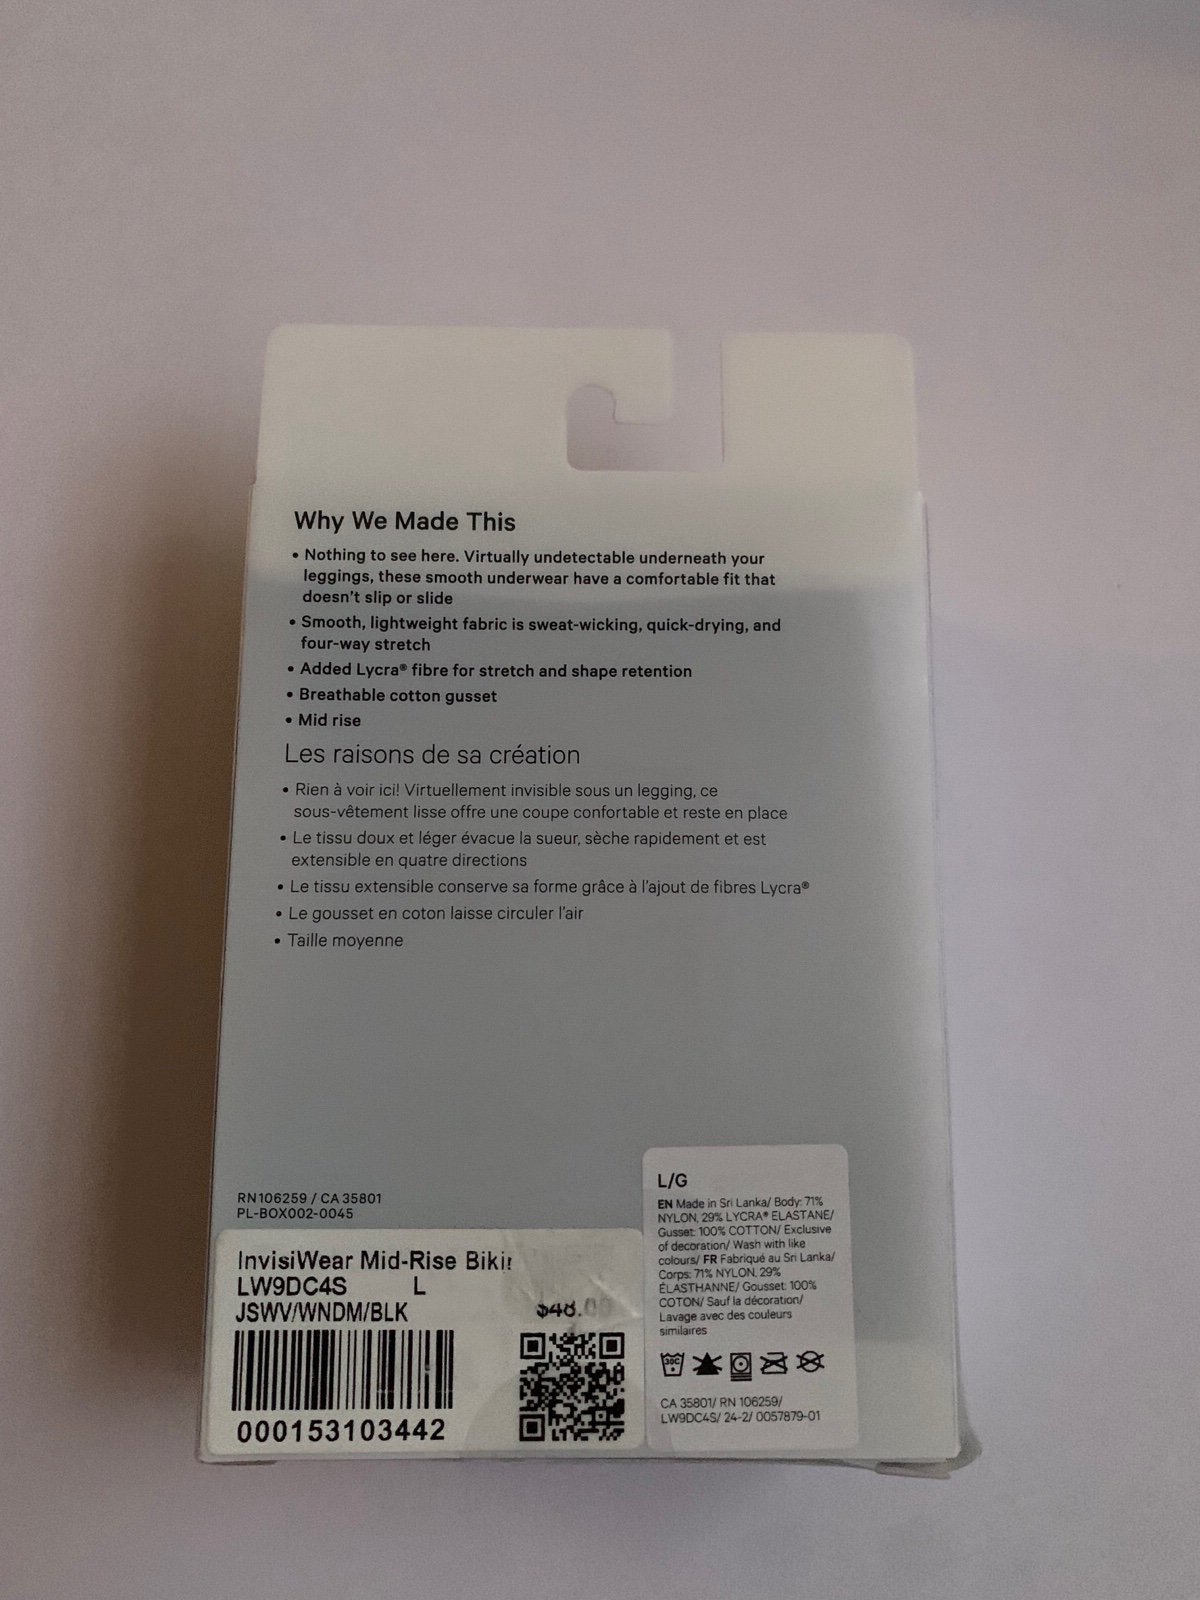 Why We Made This
• Nothing to see here. Virtually undetectable underneath your
leggings, these smooth underwear have a comfortable fit that
doesn't slip or slide
• Smooth, lightweight fabric is sweat-wicking, quick-drying, and
four-way stretch
• Added Lycra® fibre for stretch and shape retention
• Breathable cotton gusset
• Mid rise
Les raisons de sa création
• Rien à voir ici! Virtuellement invisible sous un legging, ce
sous-vêtement lisse offre une coupe confortable et reste en place
• Le tissu doux et léger évacue la sueur, sèche rapidement et est
extensible en quatre directions
• Le tissu extensible conserve sa forme grâce à l'ajout de fibres Lycra®
• Le gousset en coton laisse circuler l'air
• Taille moyenne
RN106259 / CA 35801
PL-BOX002-0045
InvisiWear Mid-Rise
LW9DC4S L
JSWV/WNDM/BLK
$48.00
000153103442
L/G
EN Made in Sri Lanka/ Body: 71%
NYLON, 29% LYCRA® ELASTANE/
Gusset: 100% COTTON/ Exclusive
of decoration/ Wash with like
colours/ FR Fabriqué au Sri Lanka/
Corps: 71% NYLON, 29%
ÉLASTHANNE/ Gousset: 100%
COTON/ Sauf la décoration/
Lavage avec des couleurs
similaires
30C
CA 35801/ RN 106259/
LW9DC4S/ 24-2/ 0057879-01